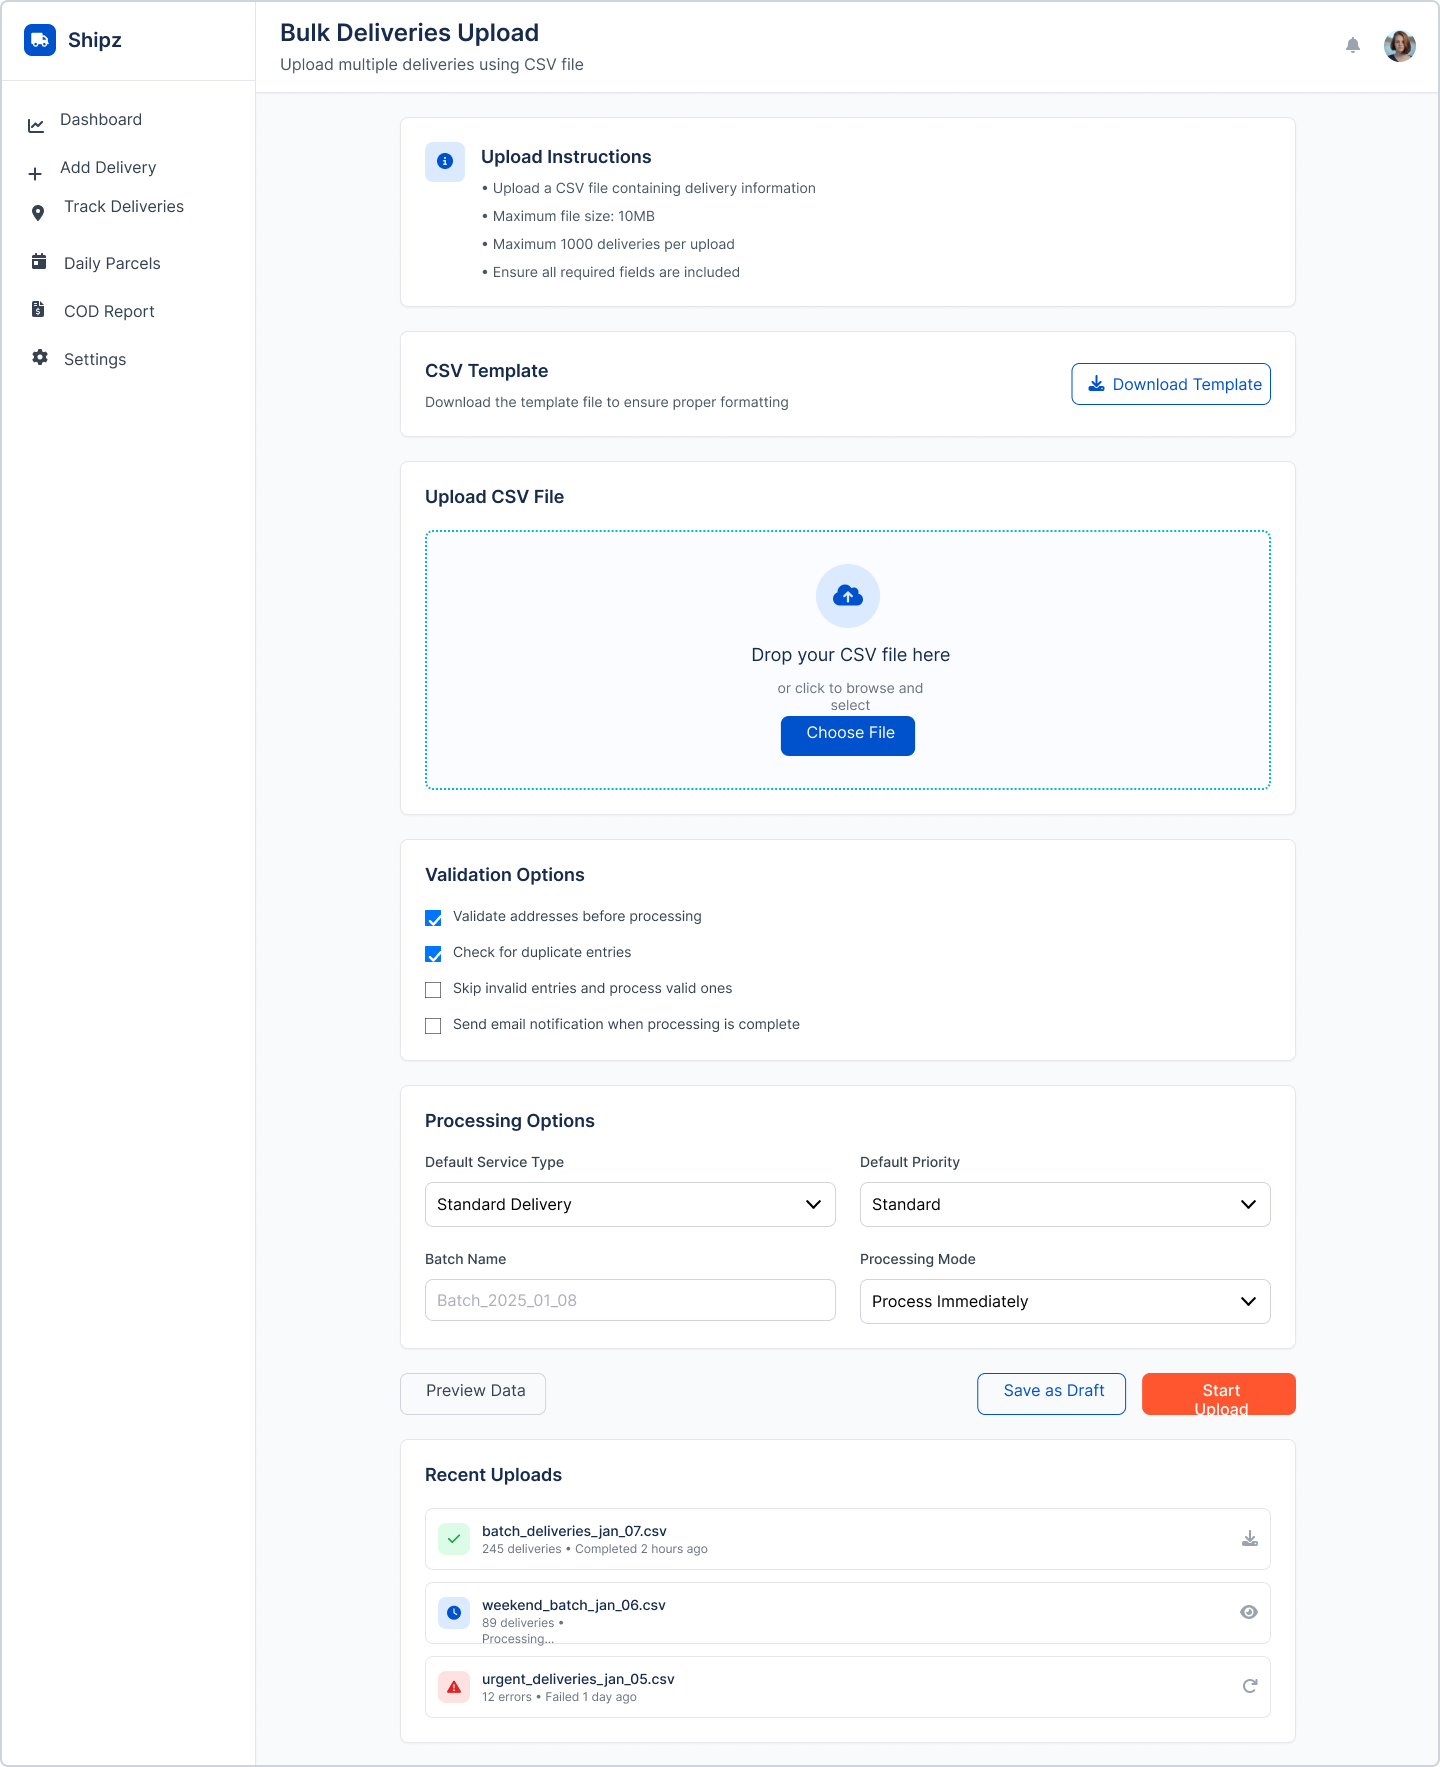 Shipz
Dashboard
Add Delivery
Track Deliveries
Daily Parcels
COD Report
Settings
Bulk Deliveries Upload
Upload multiple deliveries using CSV file
Upload Instructions
• Upload a CSV file containing delivery information
• Maximum file size: 10MB
• Maximum 1000 deliveries per upload
• Ensure all required fields are included
CSV Template
Download the template file to ensure proper formatting
Download Template
Upload CSV File
Drop your CSV file here
or click to browse and
select
Choose File
Validation Options
Validate addresses before processing
Check for duplicate entries
Skip invalid entries and process valid ones
Send email notification when processing is complete
Processing Options
Default Service Type
Default Priority
Standard Delivery
Standard
Batch Name
Processing Mode
Batch_2025_01_08
Process Immediately
Preview Data
Save as Draft
Start
Upload
Recent Uploads
batch_deliveries_jan_07.csv
245 deliveries • Completed 2 hours ago
weekend_batch_jan_06.csv
89 deliveries •
Processing...
urgent_deliveries_jan_05.csv
12 errors • Failed 1 day ago